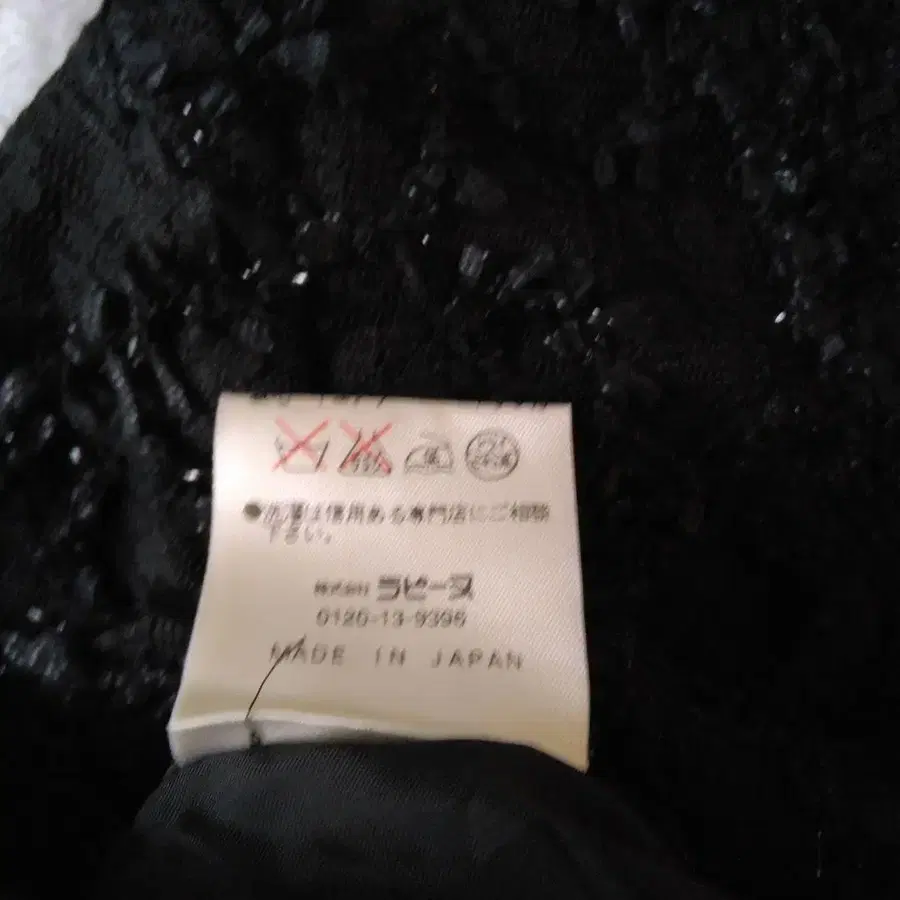 ●洗濯は信用ある専門店にご相談
下さい。
株式会社 ラピーヌ
0120-13-9396
MADE IN JAPAN